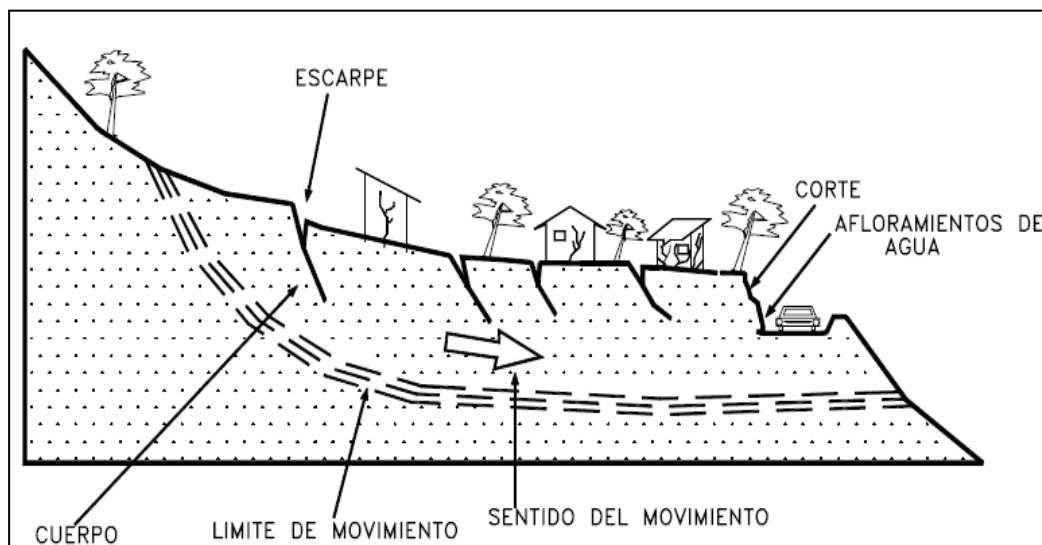 ESCARPE
CORTE
AFLORAMIENTOS DE
AGUA
CUERPO
LIMITE DE MOVIMIENTO
SENTIDO DEL MOVIMIENTO